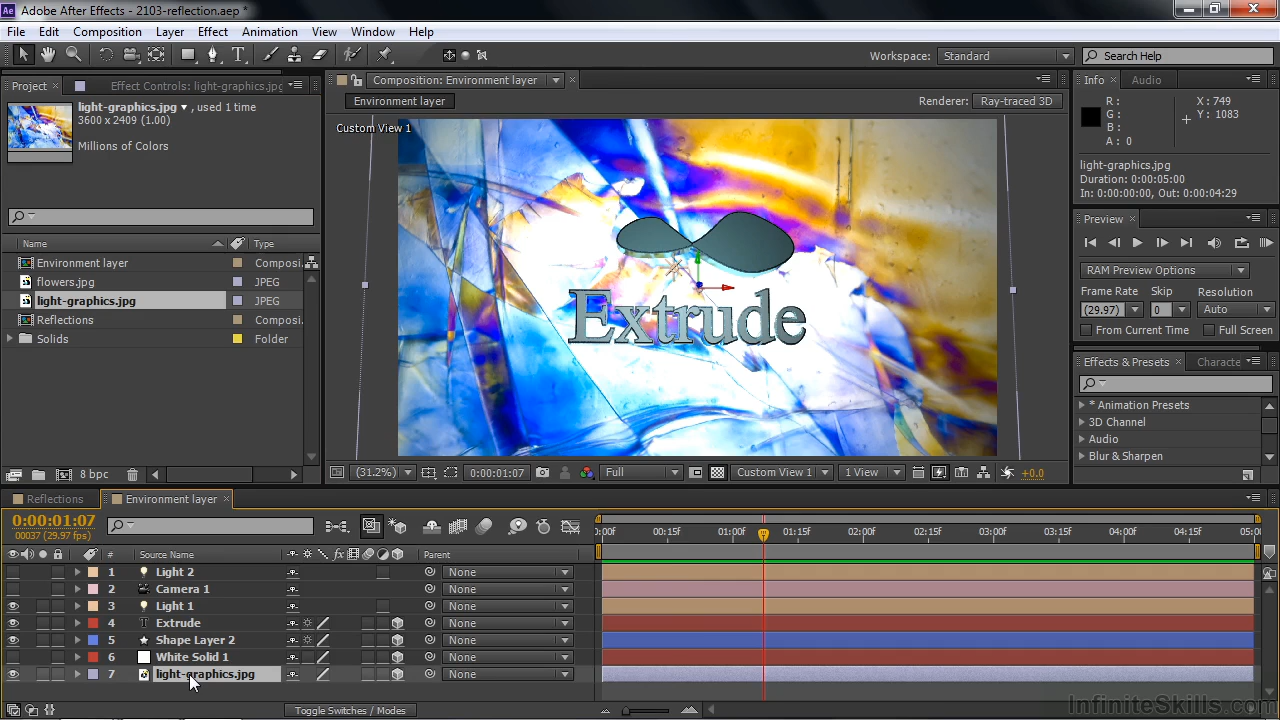 Adobe After Effects - 2103-reflection.aep *
File Edit Composition Layer Effect Animation View Window Help
Workspace: Standard Search Help
Project Effect Controls: light-graphics.jpg
light-graphics.jpg , used 1 time
3600 x 2409 (1.00)
Millions of Colors
Name Type
Environment layer Composi.
flowers.jpg JPEG
light-graphics.jpg JPEG
Reflections Composi.
Solids Folder
8 bpc
Composition: Environment layer
Environment layer
Renderer: Ray-traced 3D
Custom View 1
Extrude
(31.2%) 0:00:01:07 Full Custom View 1 1 View +0.0
Info Audio
R : X : 749
G : Y : 1083
B :
A : 0
light-graphics.jpg
Duration: 0:00:05:00
In: 0:00:00:00, Out: 0:00:04:29
Preview
RAM Preview Options
Frame Rate Skip Resolution
(29.97) 0 Auto
From Current Time Full Screen
Effects & Presets Characte
* Animation Presets
3D Channel
Audio
Blur & Sharpen
Reflections Environment layer
0:00:01:07
00037 (29.97 fps)
:00f 00:15f 01:00f 01:15f 02:00f 02:15f 03:00f 03:15f 04:00f 04:15f 05:00f
# Source Name fx Parent
1 Light 2 None
2 Camera 1 None
3 Light 1 None
4 T Extrude None
5 Shape Layer 2 None
6 White Solid 1 None
7 light-graphics.jpg None
Toggle Switches / Modes
InfiniteSkills.com